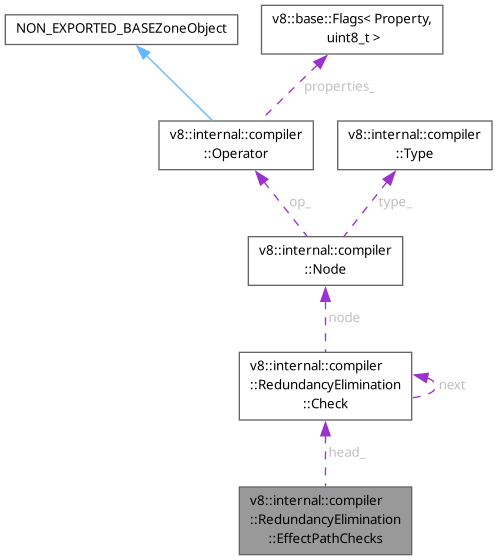 NON_EXPORTED_BASEZoneObject
v8::base::Flags< Property,
uint8_t >
properties_
v8::internal::compiler
::Operator
v8::internal::compiler
::Type
op_
type_
v8::internal::compiler
::Node
node
v8::internal::compiler
::RedundancyElimination
::Check
next
head_
v8::internal::compiler
::RedundancyElimination
::EffectPathChecks